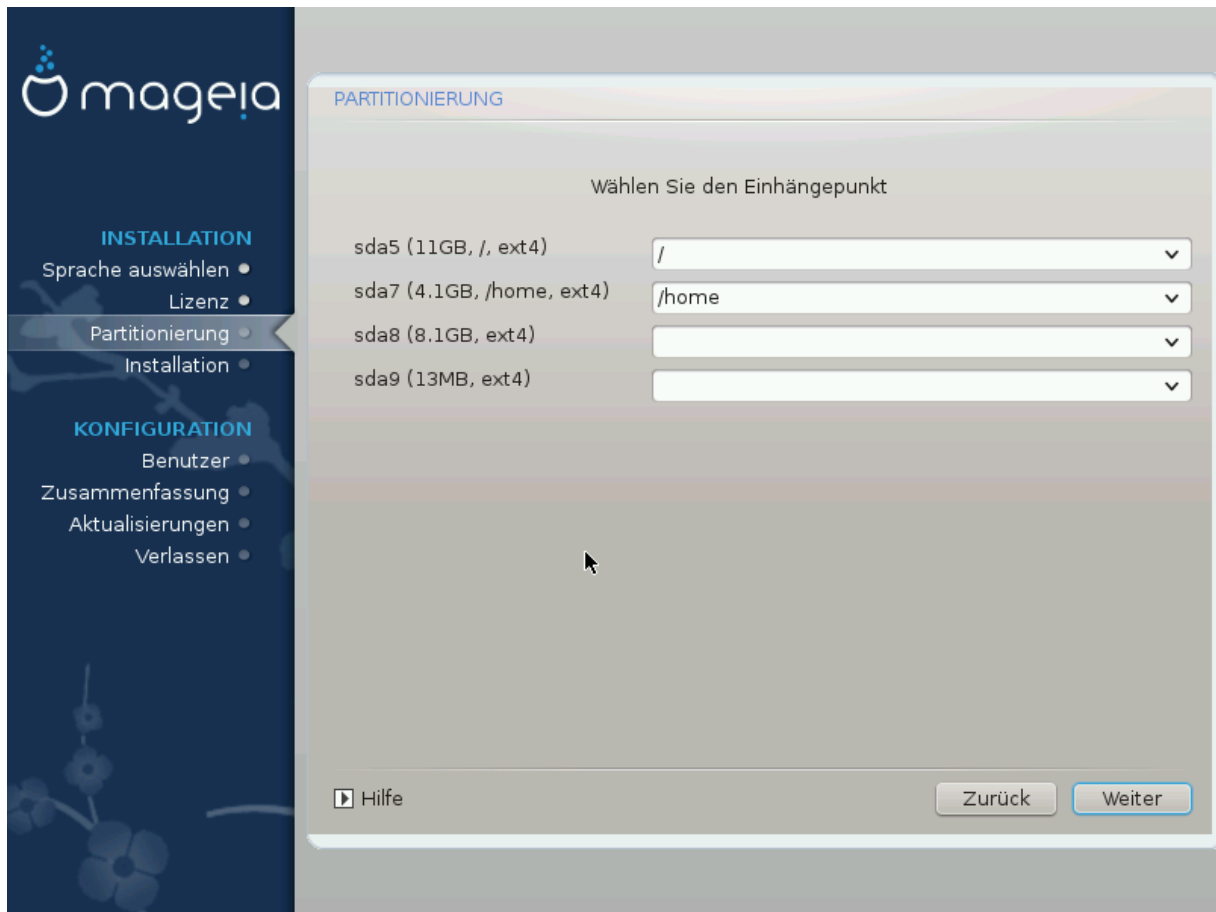 mageia
INSTALLATION
Sprache auswählen
Lizenz
Partitionierung
Installation
KONFIGURATION
Benutzer
Zusammenfassung
Aktualisierungen
Verlassen
PARTITIONIERUNG
Wählen Sie den Einhängepunkt
sda5 (11GB, /, ext4) /
sda7 (4.1GB, /home, ext4) /home
sda8 (8.1GB, ext4)
sda9 (13MB, ext4)
Hilfe Zurück Weiter